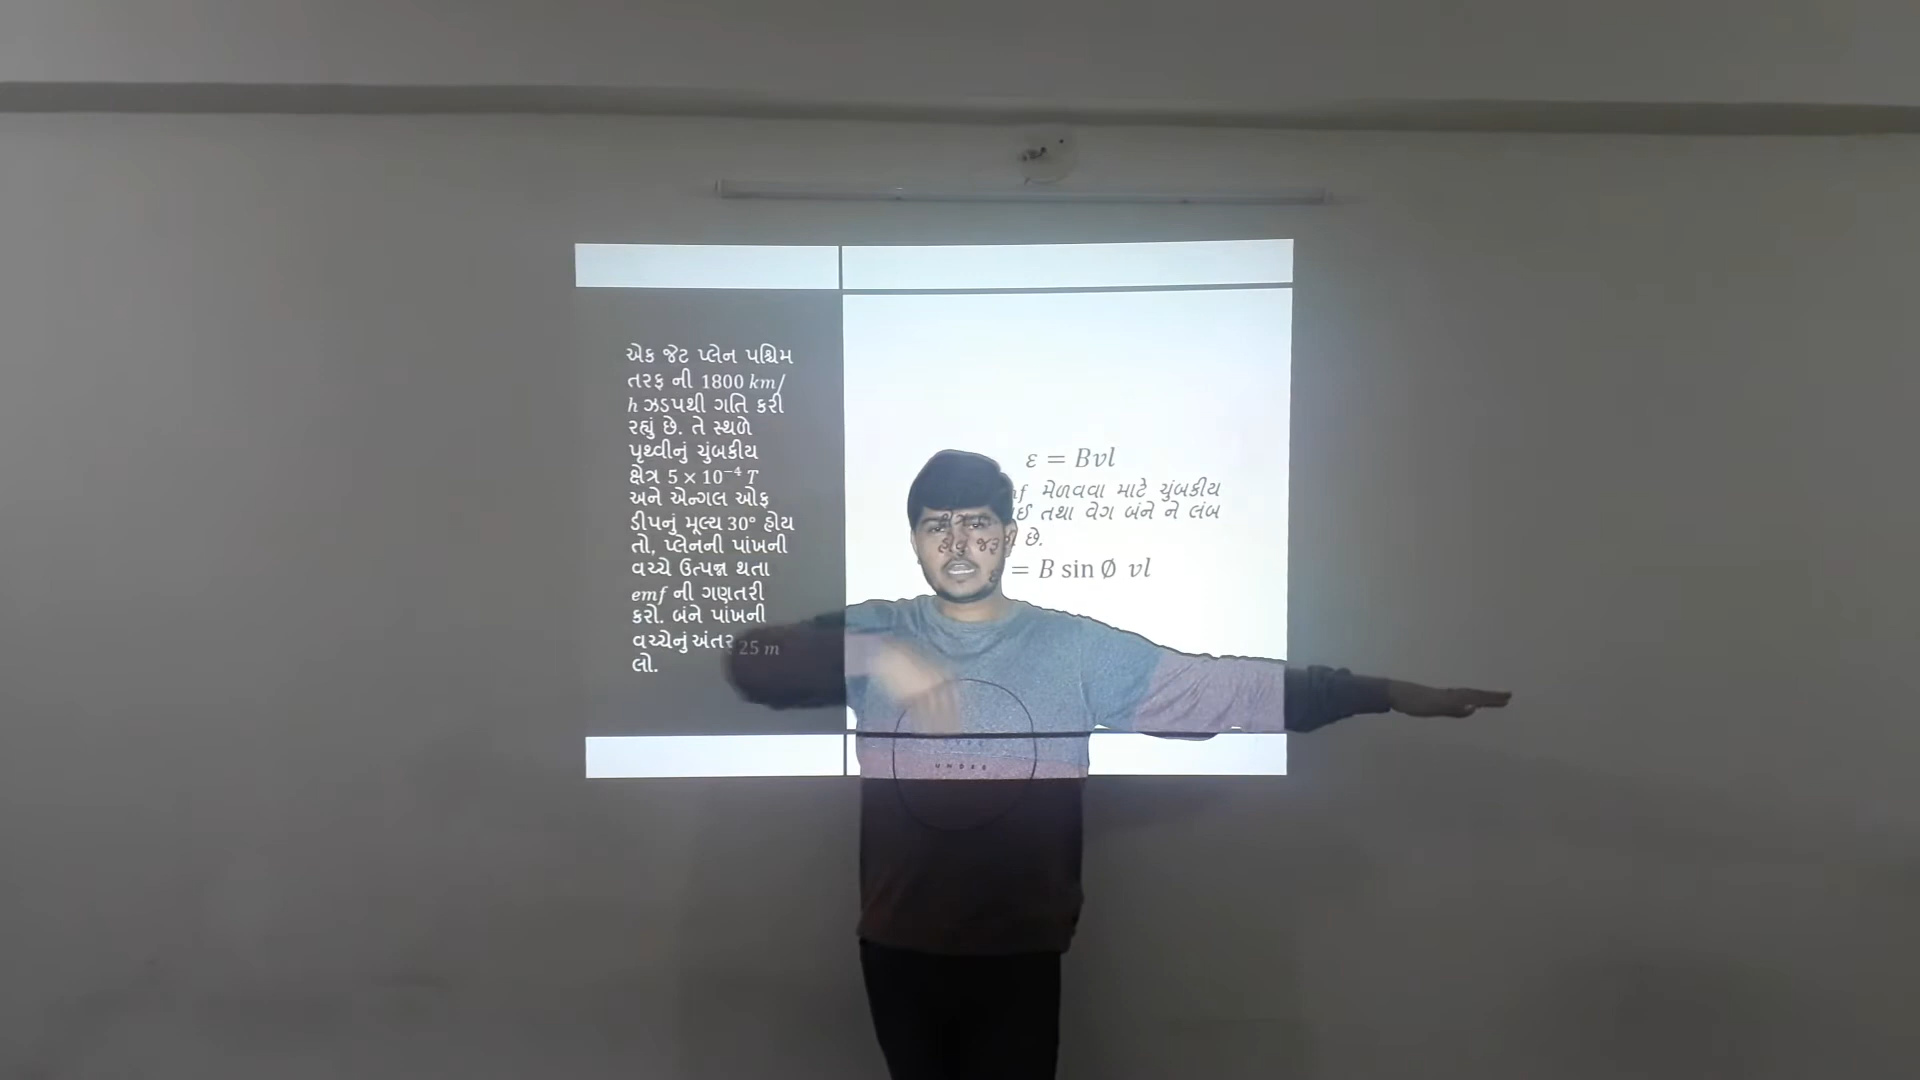 એક જેટ પ્લેન પશ્ચિમ
તરફ ની 1800 km/
h ઝડપથી ગતિ કરી
રહ્યું છે. તે સ્થળે
પૃથ્વીનું ચુંબકીય
ક્ષેત્ર 5 × 10⁻⁴ T
અને એન્ગલ ઓફ
ડીપનું મૂલ્ય 30° હોય
તો, પ્લેનની પાંખની
વચ્ચે ઉત્પન્ન થતા
emf ની ગણતરી
કરો. બંને પાંખની
વચ્ચેનું અંતર 25 m
લો.
ε = Bvl
મેળવવા માટે ચુંબકીય
તથા વેગ બંને ને લંબ
હોવું જરૂરી છે.
ε = B sin Ø vl
UNDER